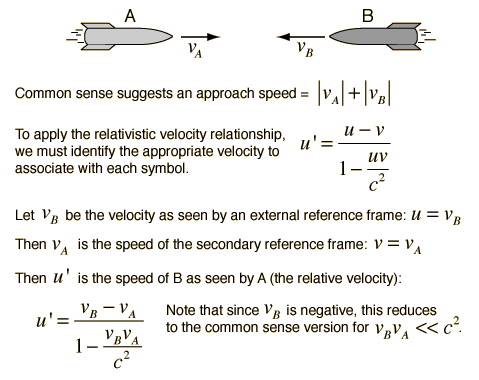 A B
v_A v_B
Common sense suggests an approach speed = |v_A| + |v_B|
To apply the relativistic velocity relationship,
we must identify the appropriate velocity to
associate with each symbol.
u' = (u − v) / (1 − uv/c²)
Let v_B be the velocity as seen by an external reference frame: u = v_B
Then v_A is the speed of the secondary reference frame: v = v_A
Then u' is the speed of B as seen by A (the relative velocity):
u' = (v_B − v_A) / (1 − v_B v_A/c²)
Note that since v_B is negative, this reduces
to the common sense version for v_B v_A << c².